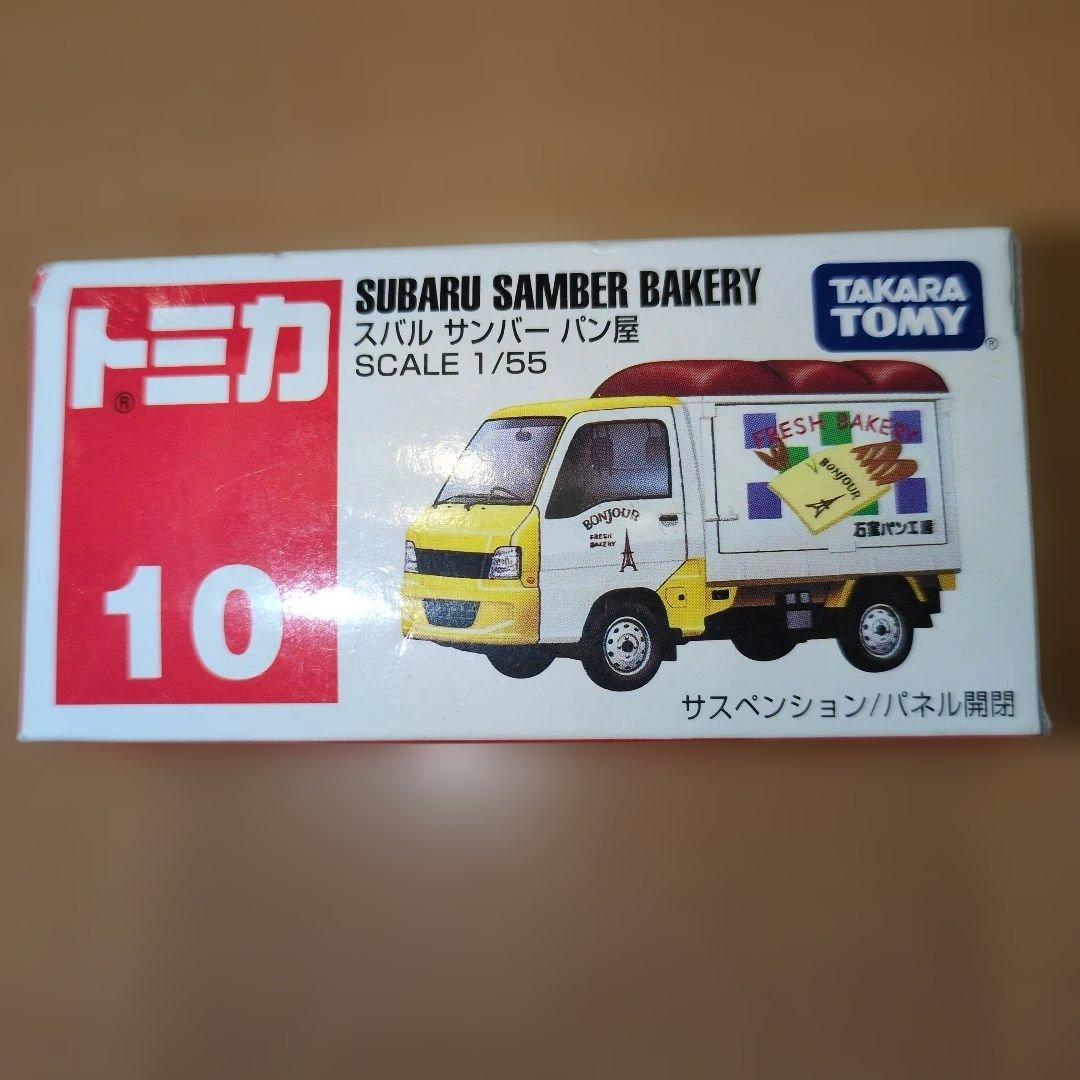 トミカ
®
10
SUBARU SAMBER BAKERY
スバル サンバー パン屋
SCALE 1/55
TAKARA
TOMY
®
FRESH BAKERY
BONJOUR
石窯パン工房
BONJOUR
FRESH
BAKERY
サスペンション/パネル開閉